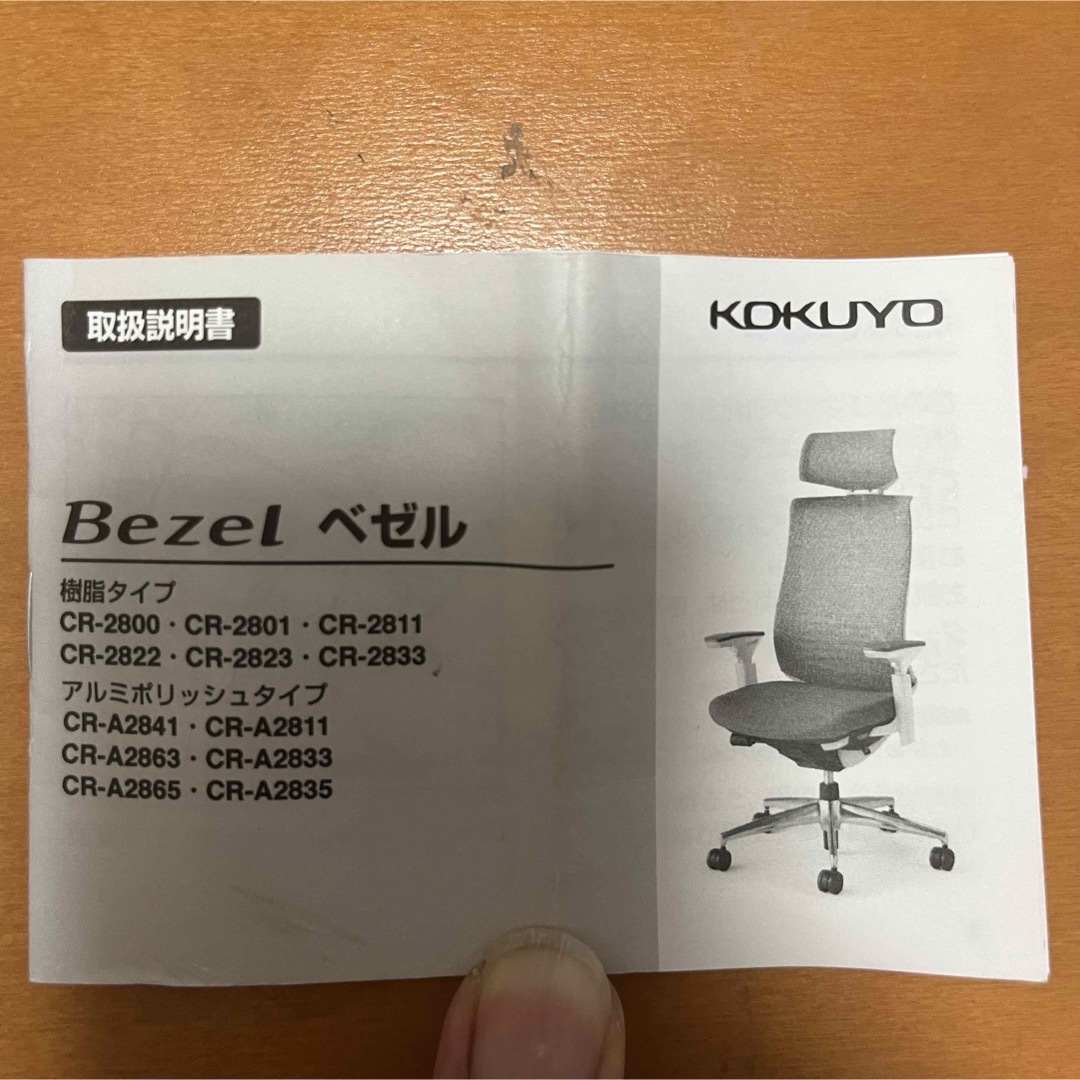 取扱説明書
KOKUYO
Bezel ベゼル
樹脂タイプ
CR-2800・CR-2801・CR-2811
CR-2822・CR-2823・CR-2833
アルミポリッシュタイプ
CR-A2841・CR-A2811
CR-A2863・CR-A2833
CR-A2865・CR-A2835